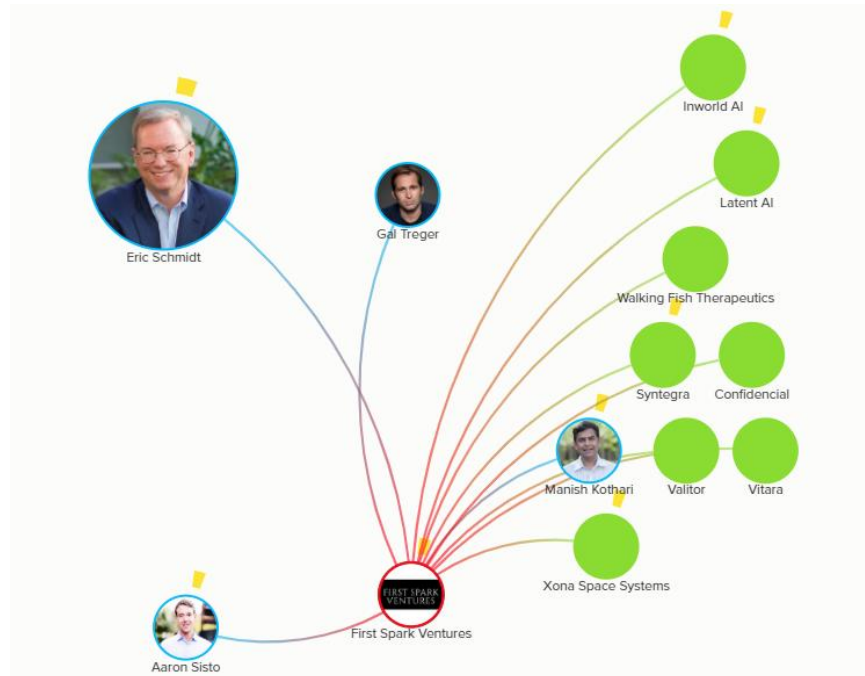 Inworld AI
Latent AI
Gal Treger
Eric Schmidt
Walking Fish Therapeutics
Syntegra
Confidencial
Manish Kothari
Valitor
Vitara
Xona Space Systems
FIRST SPARK
VENTURES
First Spark Ventures
Aaron Sisto